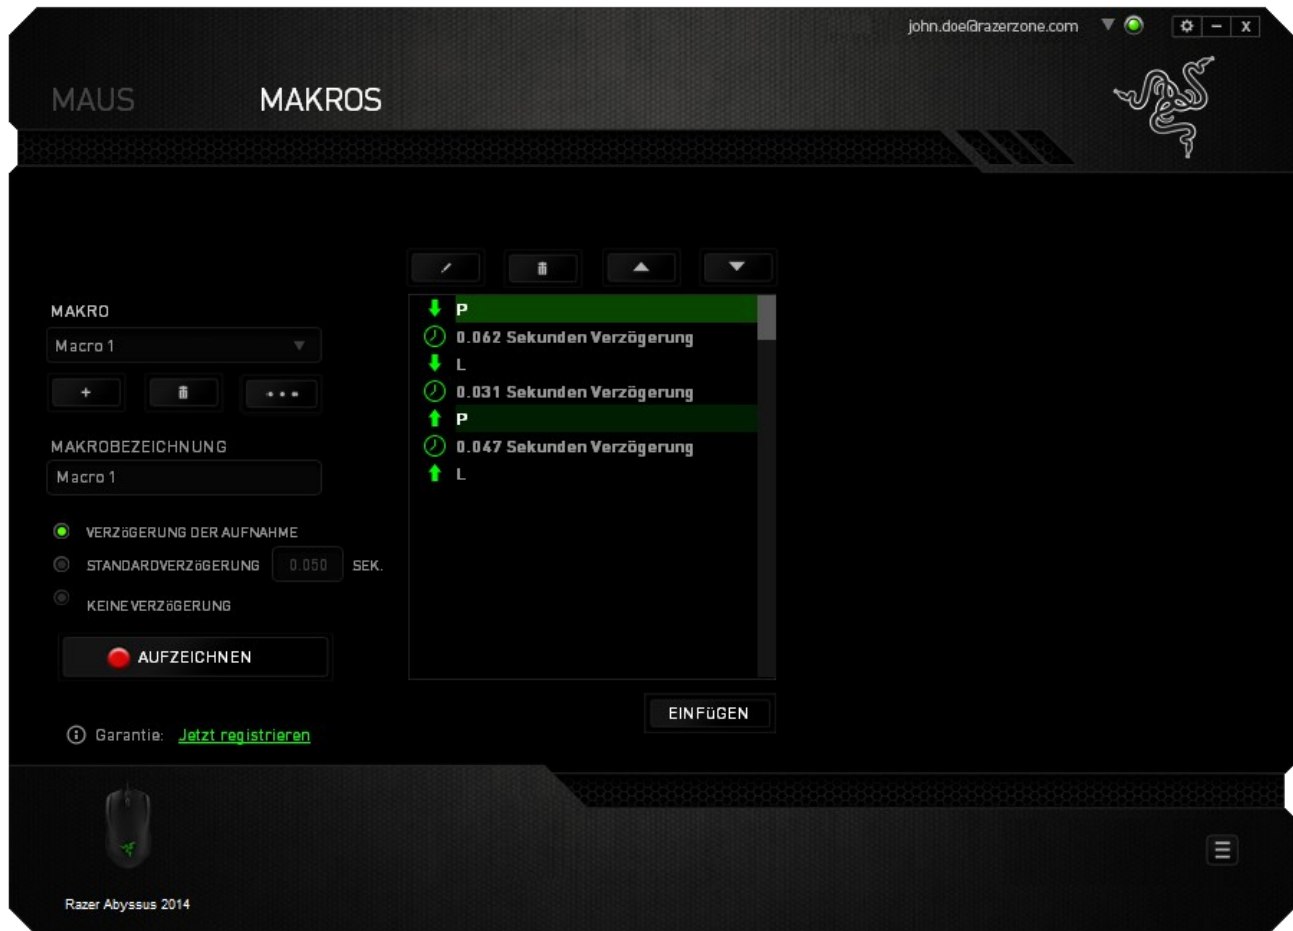 john.doe@razerzone.com
MAUS MAKROS
MAKRO
Macro 1
MAKROBEZEICHNUNG
Macro 1
VERZöGERUNG DER AUFNAHME
STANDARDVERZöGERUNG 0.050 SEK.
KEINE VERZöGERUNG
AUFZEICHNEN
Garantie: Jetzt registrieren
P
0.062 Sekunden Verzögerung
L
0.031 Sekunden Verzögerung
P
0.047 Sekunden Verzögerung
L
EINFüGEN
Razer Abyssus 2014